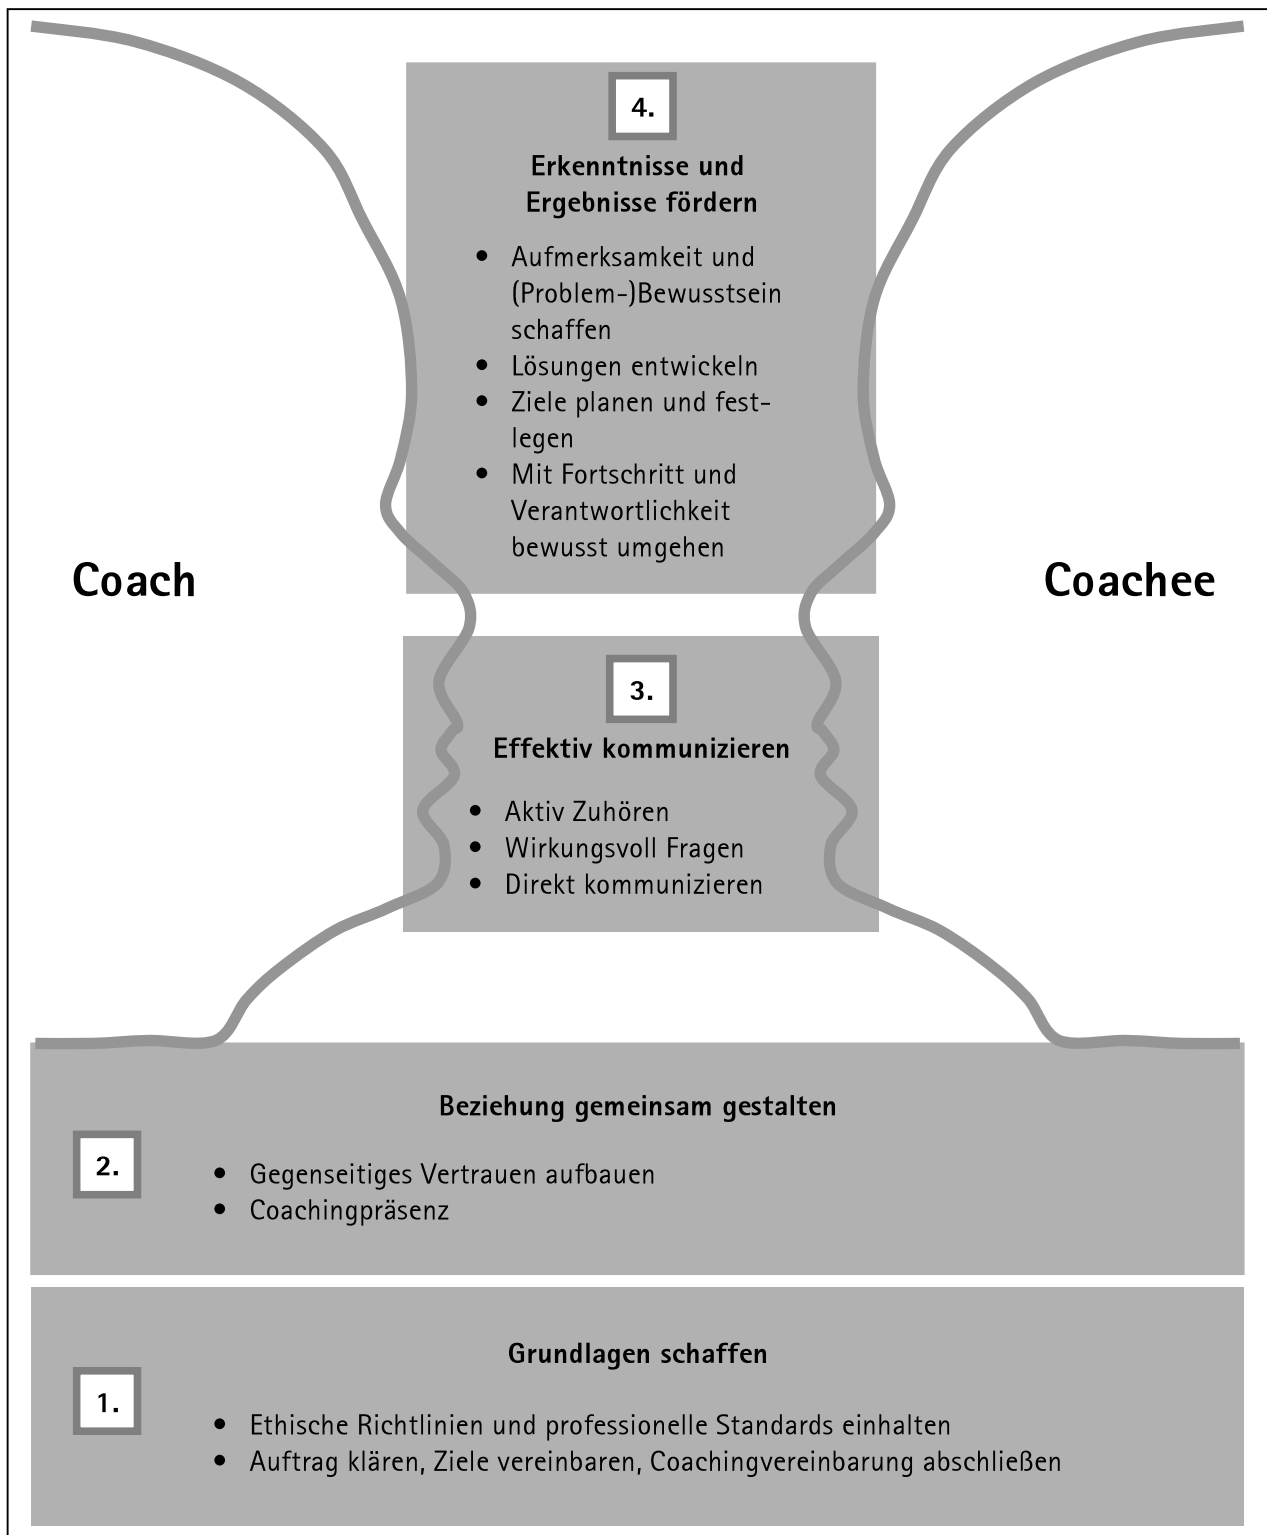 4.
Erkenntnisse und
Ergebnisse fördern
• Aufmerksamkeit und
(Problem-)Bewusstsein
schaffen
• Lösungen entwickeln
• Ziele planen und fest-
legen
• Mit Fortschritt und
Verantwortlichkeit
bewusst umgehen
Coach
Coachee
3.
Effektiv kommunizieren
• Aktiv Zuhören
• Wirkungsvoll Fragen
• Direkt kommunizieren
Beziehung gemeinsam gestalten
2.
• Gegenseitiges Vertrauen aufbauen
• Coachingpräsenz
Grundlagen schaffen
1.
• Ethische Richtlinien und professionelle Standards einhalten
• Auftrag klären, Ziele vereinbaren, Coachingvereinbarung abschließen